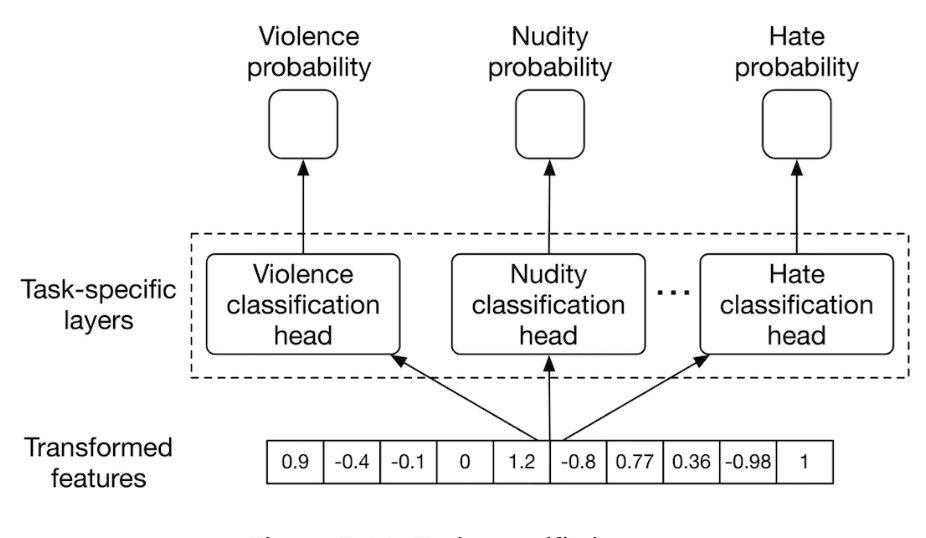 Violence
probability
Nudity
probability
Hate
probability
Task-specific
layers
Violence
classification
head
Nudity
classification
head
...
Hate
classification
head
Transformed
features
0.9 -0.4 -0.1 0 1.2 -0.8 0.77 0.36 -0.98 1